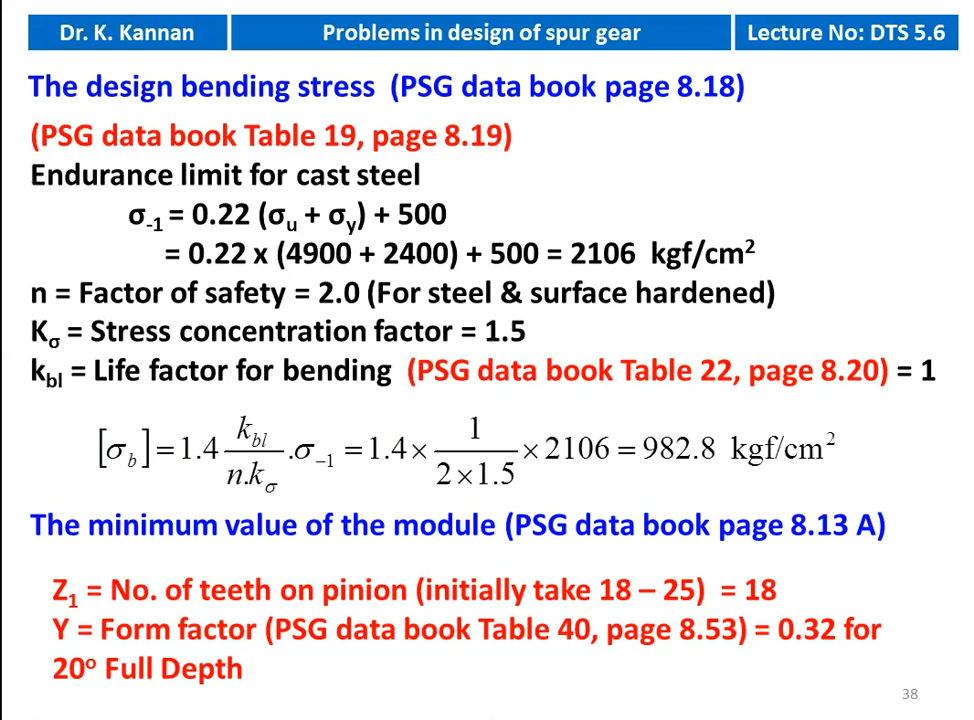 Dr. K. Kannan
Problems in design of spur gear
Lecture No: DTS 5.6
The design bending stress (PSG data book page 8.18)
(PSG data book Table 19, page 8.19)
Endurance limit for cast steel
σ₋₁ = 0.22 (σᵤ + σᵧ) + 500
= 0.22 x (4900 + 2400) + 500 = 2106 kgf/cm²
n = Factor of safety = 2.0 (For steel & surface hardened)
K_σ = Stress concentration factor = 1.5
k_bl = Life factor for bending (PSG data book Table 22, page 8.20) = 1
[σ_b] = 1.4 k_bl / n.k_σ .σ₋₁ = 1.4 × 1 / 2×1.5 × 2106 = 982.8 kgf/cm²
The minimum value of the module (PSG data book page 8.13 A)
Z₁ = No. of teeth on pinion (initially take 18 – 25) = 18
Y = Form factor (PSG data book Table 40, page 8.53) = 0.32 for
20° Full Depth
38